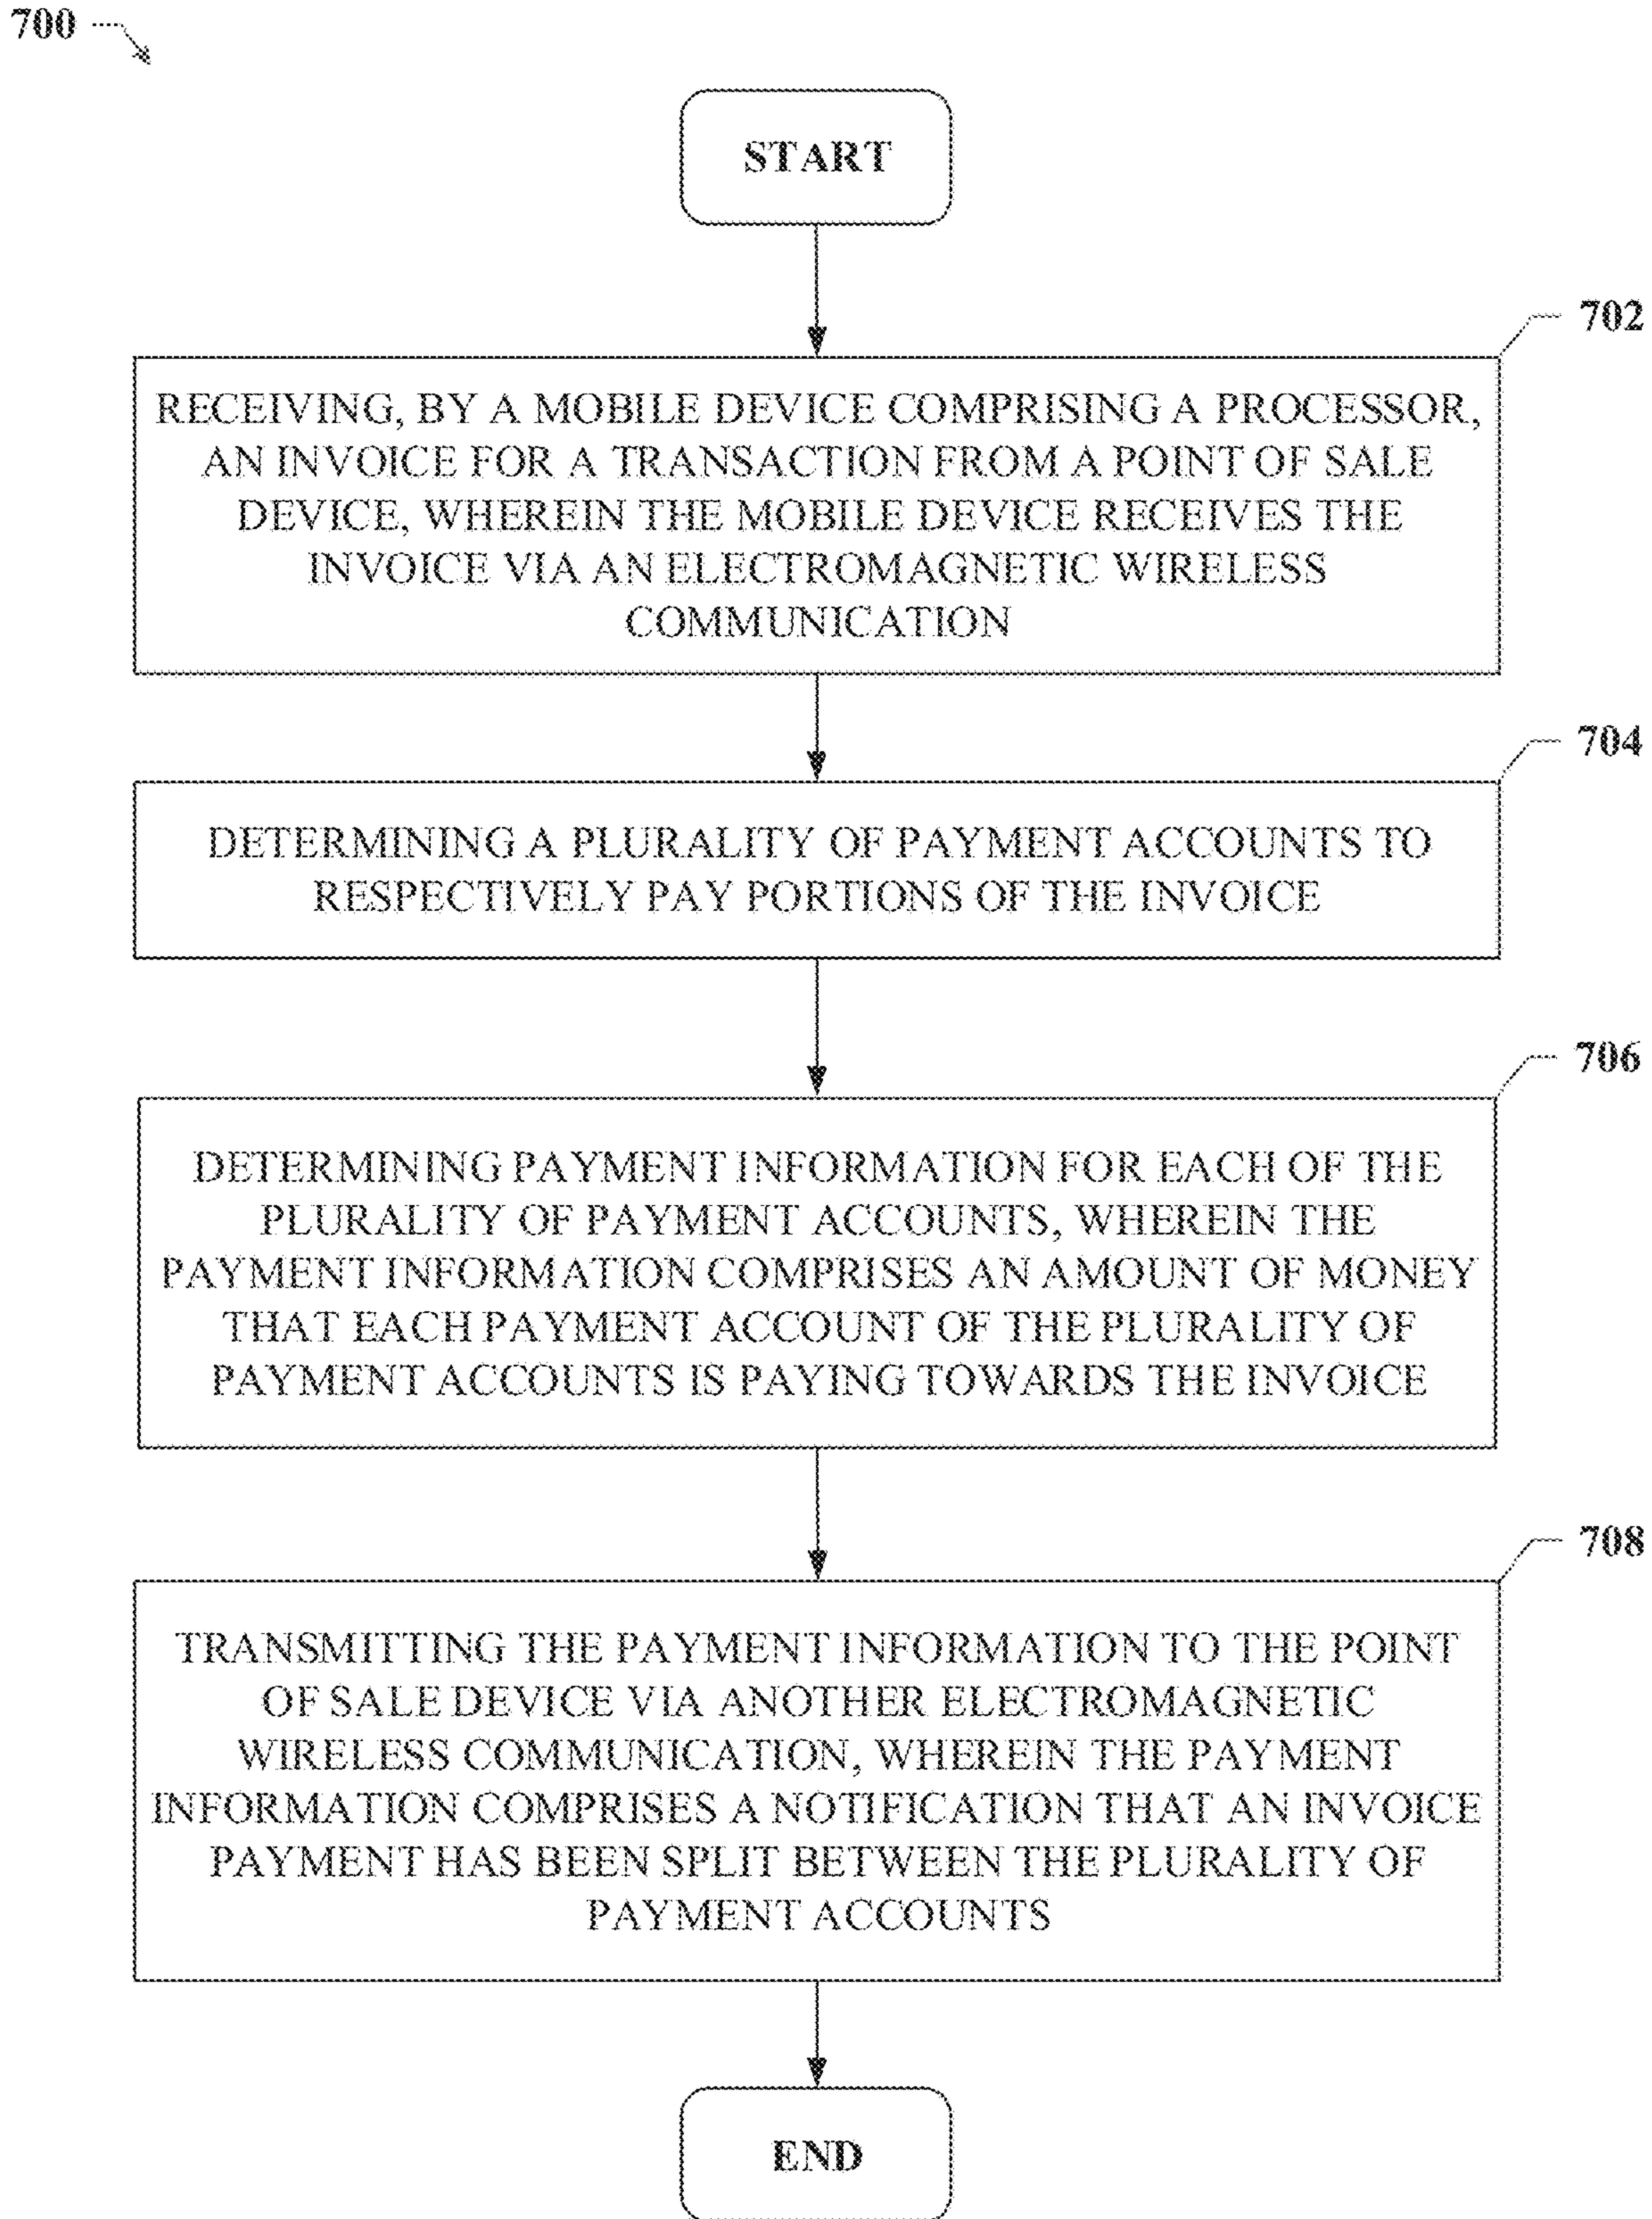 700
START
702
RECEIVING, BY A MOBILE DEVICE COMPRISING A PROCESSOR,
AN INVOICE FOR A TRANSACTION FROM A POINT OF SALE
DEVICE, WHEREIN THE MOBILE DEVICE RECEIVES THE
INVOICE VIA AN ELECTROMAGNETIC WIRELESS
COMMUNICATION
704
DETERMINING A PLURALITY OF PAYMENT ACCOUNTS TO
RESPECTIVELY PAY PORTIONS OF THE INVOICE
706
DETERMINING PAYMENT INFORMATION FOR EACH OF THE
PLURALITY OF PAYMENT ACCOUNTS, WHEREIN THE
PAYMENT INFORMATION COMPRISES AN AMOUNT OF MONEY
THAT EACH PAYMENT ACCOUNT OF THE PLURALITY OF
PAYMENT ACCOUNTS IS PAYING TOWARDS THE INVOICE
708
TRANSMITTING THE PAYMENT INFORMATION TO THE POINT
OF SALE DEVICE VIA ANOTHER ELECTROMAGNETIC
WIRELESS COMMUNICATION, WHEREIN THE PAYMENT
INFORMATION COMPRISES A NOTIFICATION THAT AN INVOICE
PAYMENT HAS BEEN SPLIT BETWEEN THE PLURALITY OF
PAYMENT ACCOUNTS
END